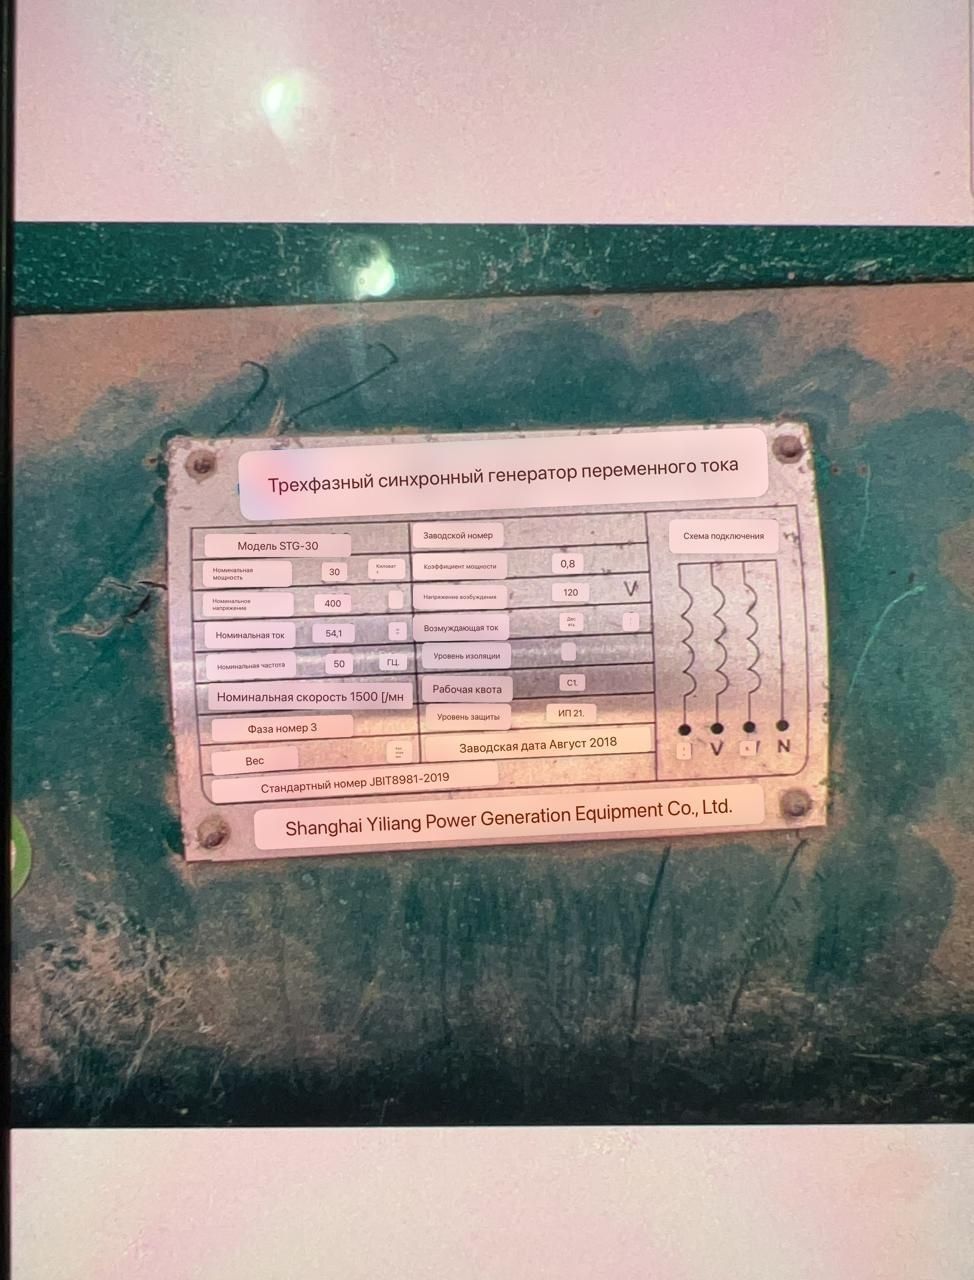 Трехфазный синхронный генератор переменного тока
Модель STG-30
Заводской номер
Схема подключения
Номинальная мощность
30
Киловатт
Коэффициент мощности
0,8
Номинальное напряжение
400
Напряжение возбуждения
120
V
Номинальный ток
54,1
Возмуждающая ток
Номинальная частота
50
ГЦ.
Уровень изоляции
Номинальная скорость 1500 [/мн
Рабочая квота
С1.
Фаза номер 3
Уровень защиты
ИП 21.
Вес
Заводская дата Август 2018
V
N
Стандартный номер JBIT8981-2019
Shanghai Yiliang Power Generation Equipment Co., Ltd.